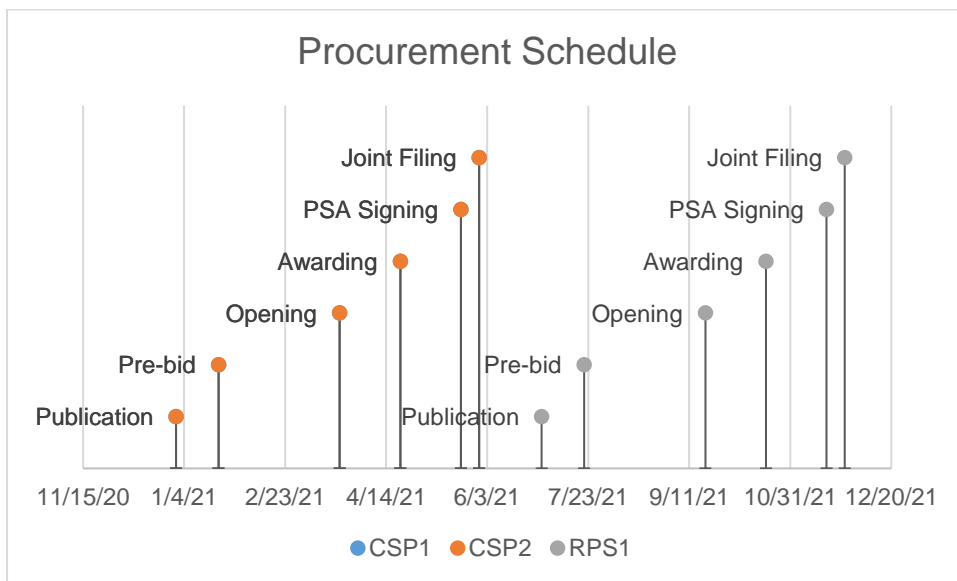 Procurement Schedule
Joint Filing Joint Filing
PSA Signing PSA Signing
Awarding Awarding
Opening Opening
Pre-bid Pre-bid
Publication Publication
11/15/20 1/4/21 2/23/21 4/14/21 6/3/21 7/23/21 9/11/21 10/31/21 12/20/21
CSP1 CSP2 RPS1